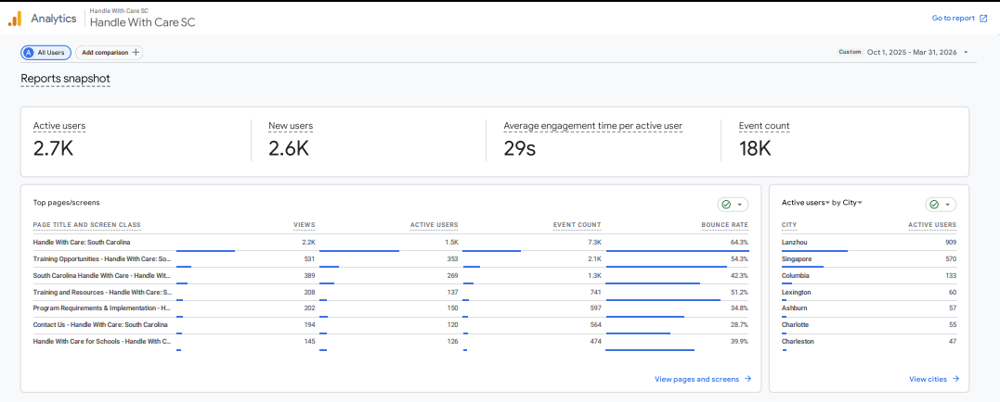 Analytics
Handle With Care SC
Handle With Care SC
Go to report
A All Users
Add comparison
Custom Oct 1, 2025 - Mar 31, 2026
Reports snapshot
Active users
2.7K
New users
2.6K
Average engagement time per active user
29s
Event count
18K
Top pages/screens
PAGE TITLE AND SCREEN CLASS VIEWS ACTIVE USERS EVENT COUNT BOUNCE RATE
Handle With Care: South Carolina 2.2K 1.5K 7.3K 64.3%
Training Opportunities - Handle With Care: So... 531 353 2.1K 54.3%
South Carolina Handle With Care - Handle Wit... 389 269 1.3K 42.3%
Training and Resources - Handle With Care: S... 208 137 741 51.2%
Program Requirements & Implementation - H... 202 150 597 34.8%
Contact Us - Handle With Care: South Carolina 194 120 564 28.7%
Handle With Care for Schools - Handle With C... 145 126 474 39.9%
View pages and screens
Active users by City
CITY ACTIVE USERS
Lanzhou 909
Singapore 570
Columbia 133
Lexington 60
Ashburn 57
Charlotte 55
Charleston 47
View cities